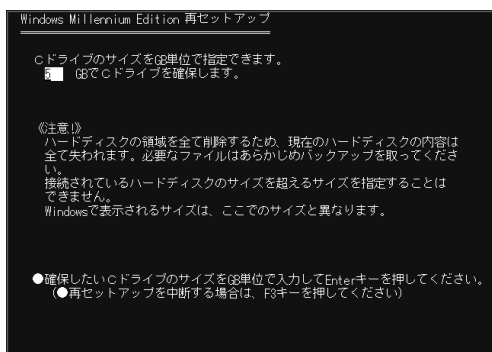 Windows Millennium Edition 再セットアップ
CドライブのサイズをGB単位で指定できます。
5 GBでCドライブを確保します。
《注意!》
ハードディスクの領域を全て削除するため、現在のハードディスクの内容は
全て失われます。必要なファイルはあらかじめバックアップを取ってくださ
い。
接続されているハードディスクのサイズを超えるサイズを指定することは
できません。
Windowsで表示されるサイズは、ここでのサイズと異なります。
●確保したいCドライブのサイズをGB単位で入力してEnterキーを押してください。
(●再セットアップを中断する場合は、F3キーを押してください)